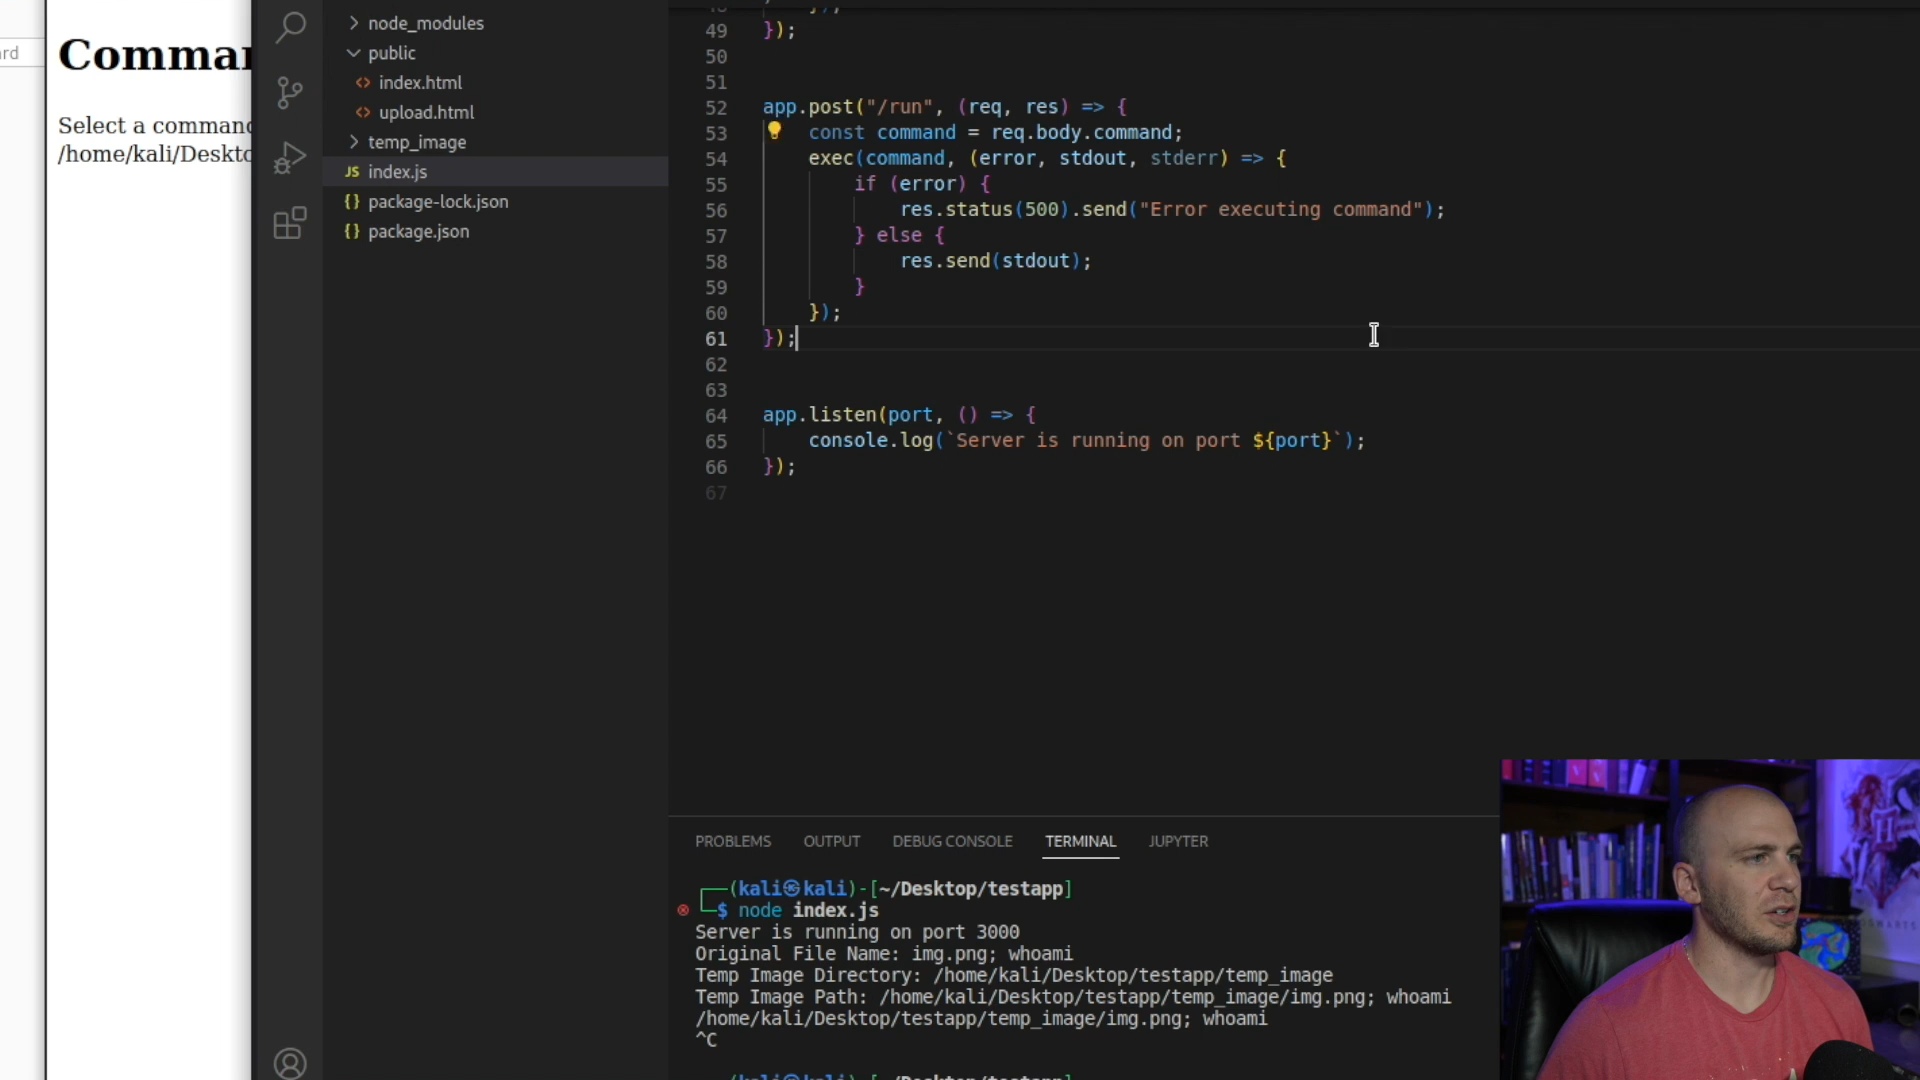 ard
Comman
Select a command
/home/kali/Deskto
node_modules
public
index.html
upload.html
temp_image
JS index.js
{} package-lock.json
{} package.json
49 });
50
51
52 app.post("/run", (req, res) => {
53 const command = req.body.command;
54 exec(command, (error, stdout, stderr) => {
55 if (error) {
56 res.status(500).send("Error executing command");
57 } else {
58 res.send(stdout);
59 }
60 });
61 });
62
63
64 app.listen(port, () => {
65 console.log(`Server is running on port ${port}`);
66 });
67
PROBLEMS OUTPUT DEBUG CONSOLE TERMINAL JUPYTER
┌──(kali㉿kali)-[~/Desktop/testapp]
└─$ node index.js
Server is running on port 3000
Original File Name: img.png; whoami
Temp Image Directory: /home/kali/Desktop/testapp/temp_image
Temp Image Path: /home/kali/Desktop/testapp/temp_image/img.png; whoami
/home/kali/Desktop/testapp/temp_image/img.png; whoami
^C